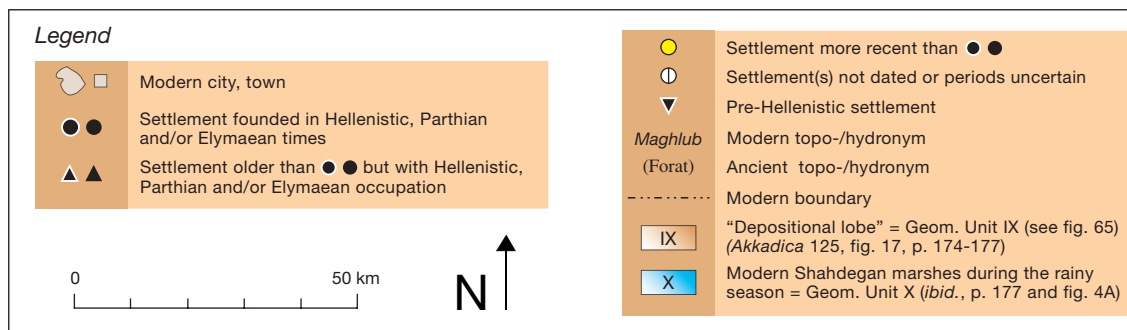 Legend
Modern city, town
Settlement founded in Hellenistic, Parthian
and/or Elymaean times
Settlement older than but with Hellenistic,
Parthian and/or Elymaean occupation
0 50 km
N
Settlement more recent than
Settlement(s) not dated or periods uncertain
Pre-Hellenistic settlement
Maghlub Modern topo-/hydronym
(Forat) Ancient topo-/hydronym
Modern boundary
IX “Depositional lobe” = Geom. Unit IX (see fig. 65)
(Akkadica 125, fig. 17, p. 174-177)
X Modern Shahdegan marshes during the rainy
season = Geom. Unit X (ibid., p. 177 and fig. 4A)